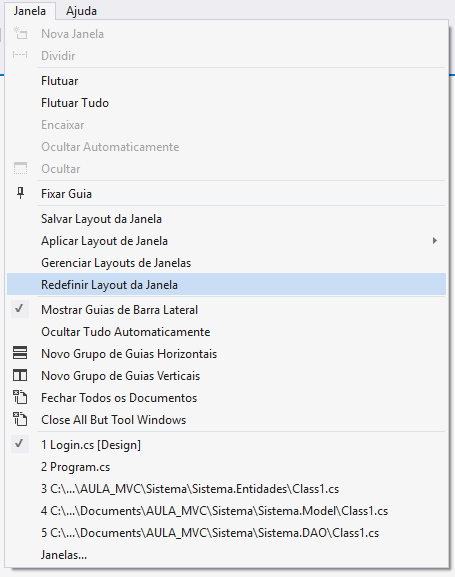 Janela Ajuda
Nova Janela
Dividir
Flutuar
Flutuar Tudo
Encaixar
Ocultar Automaticamente
Ocultar
Fixar Guia
Salvar Layout da Janela
Aplicar Layout de Janela
Gerenciar Layouts de Janelas
Redefinir Layout da Janela
Mostrar Guias de Barra Lateral
Ocultar Tudo Automaticamente
Novo Grupo de Guias Horizontais
Novo Grupo de Guias Verticais
Fechar Todos os Documentos
Close All But Tool Windows
1 Login.cs [Design]
2 Program.cs
3 C:\...\AULA_MVC\Sistema\Sistema.Entidades\Class1.cs
4 C:\...\Documents\AULA_MVC\Sistema\Sistema.Model\Class1.cs
5 C:\...\Documents\AULA_MVC\Sistema\Sistema.DAO\Class1.cs
Janelas...